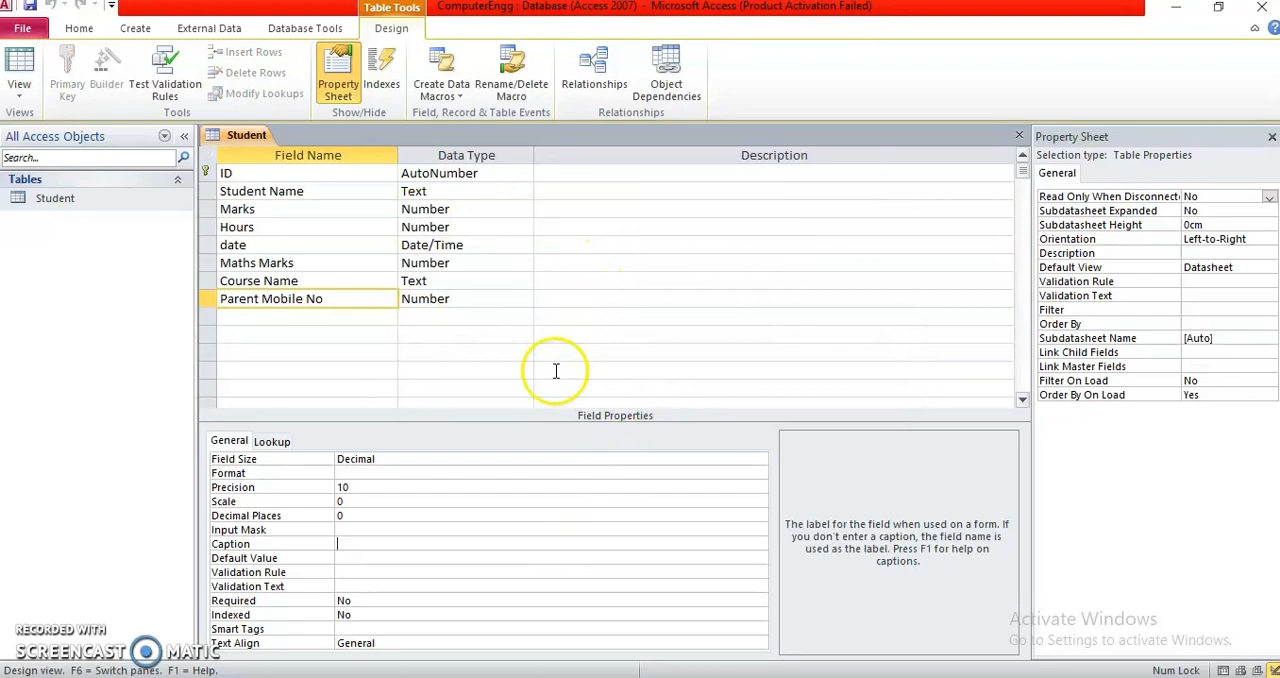 Table Tools
ComputerEngg : Database (Access 2007) - Microsoft Access (Product Activation Failed)
File Home Create External Data Database Tools Design
View
Primary Key
Builder
Test Validation Rules
Insert Rows
Delete Rows
Modify Lookups
Property Sheet
Indexes
Create Data Macros
Rename/Delete Macro
Relationships
Object Dependencies
Views Tools Show/Hide Field, Record & Table Events Relationships
All Access Objects
Search...
Tables
Student
Student
Field Name Data Type Description
ID AutoNumber
Student Name Text
Marks Number
Hours Number
date Date/Time
Maths Marks Number
Course Name Text
Parent Mobile No Number
Field Properties
General Lookup
Field Size Decimal
Format
Precision 10
Scale 0
Decimal Places 0
Input Mask
Caption
Default Value
Validation Rule
Validation Text
Required No
Indexed No
Smart Tags
Text Align General
The label for the field when used on a form. If
you don't enter a caption, the field name is
used as the label. Press F1 for help on
captions.
Property Sheet
Selection type: Table Properties
General
Read Only When Disconnecte No
Subdatasheet Expanded No
Subdatasheet Height 0cm
Orientation Left-to-Right
Description
Default View Datasheet
Validation Rule
Validation Text
Filter
Order By
Subdatasheet Name [Auto]
Link Child Fields
Link Master Fields
Filter On Load No
Order By On Load Yes
Activate Windows
Go to Settings to activate Windows.
RECORDED WITH
SCREENCAST MATIC
Design view. F6 = Switch panes. F1 = Help.
Num Lock